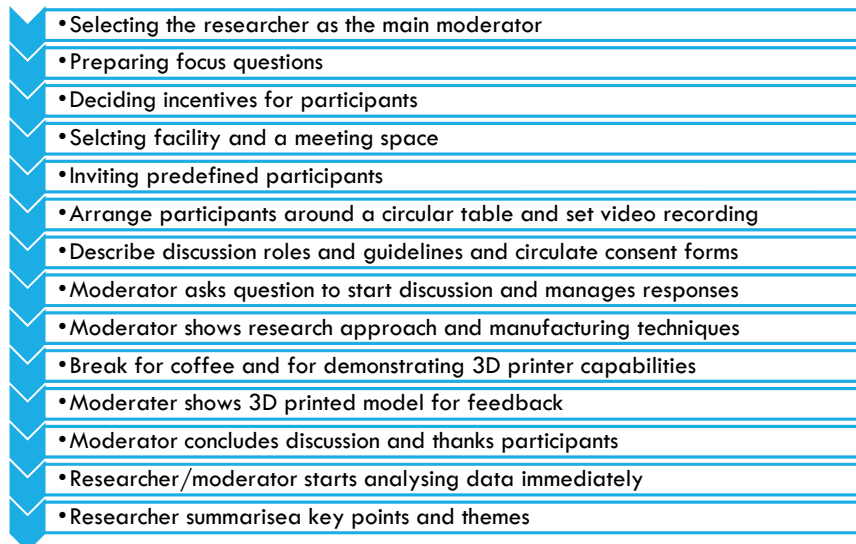 •Selecting the researcher as the main moderator
•Preparing focus questions
•Deciding incentives for participants
•Selcting facility and a meeting space
•Inviting predefined participants
•Arrange participants around a circular table and set video recording
•Describe discussion roles and guidelines and circulate consent forms
•Moderator asks question to start discussion and manages responses
•Moderator shows research approach and manufacturing techniques
•Break for coffee and for demonstrating 3D printer capabilities
•Moderater shows 3D printed model for feedback
•Moderator concludes discussion and thanks participants
•Researcher/moderator starts analysing data immediately
•Researcher summarisea key points and themes